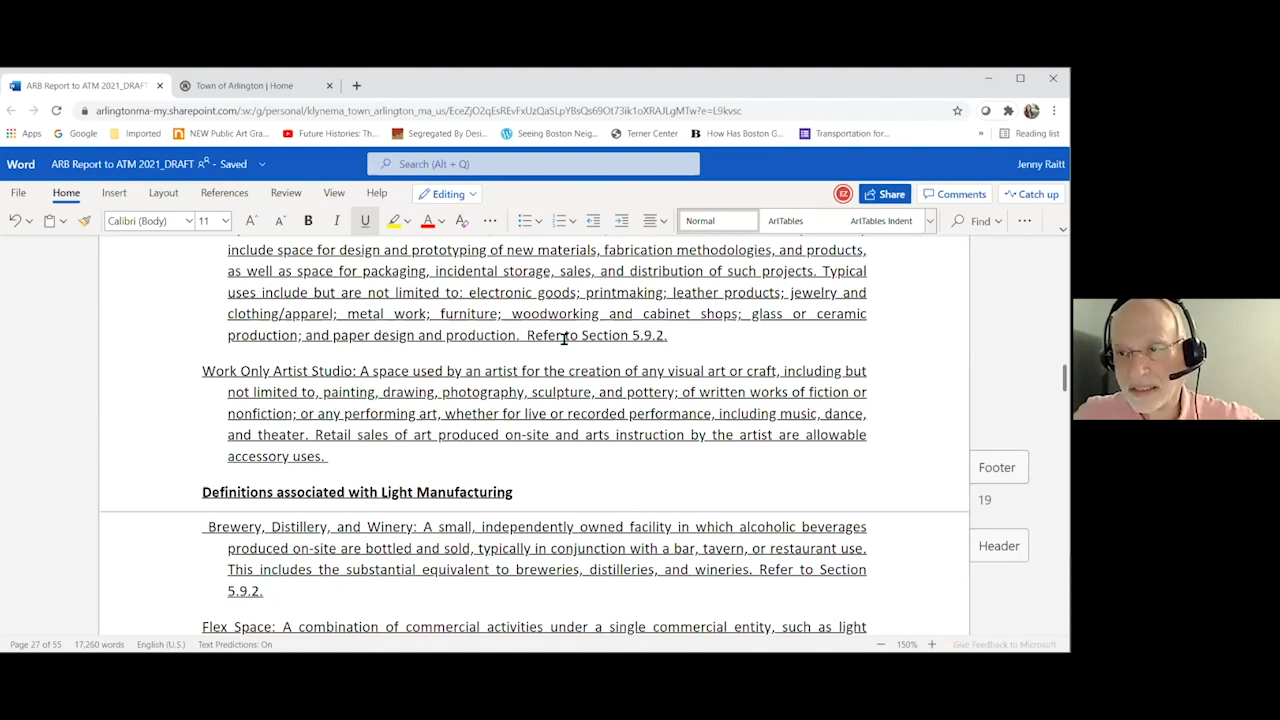 ARB Report to ATM 2021_DRAFT
Town of Arlington | Home
arlingtonma-my.sharepoint.com/:w:/g/personal/klynema_town_arlington_ma_us/EceZjO2qEsREvFxUzQaSLpYBsQs69Ot73ik1oXRAJLgMTw?e=L9kvsc
Apps Google Imported NEW Public Art Gra... Future Histories: Th... Segregated By Desi... Seeing Boston Neig... Terner Center How Has Boston G... Transportation for... » Reading list
Word ARB Report to ATM 2021_DRAFT - Saved Search (Alt + Q) Jenny Raitt
File Home Insert Layout References Review View Help Editing EZ Share Comments Catch up
Calibri (Body) 11 B I U Normal ArtTables ArtTables Indent Find
include space for design and prototyping of new materials, fabrication methodologies, and products,
as well as space for packaging, incidental storage, sales, and distribution of such projects. Typical
uses include but are not limited to: electronic goods; printmaking; leather products; jewelry and
clothing/apparel; metal work; furniture; woodworking and cabinet shops; glass or ceramic
production; and paper design and production. Refer to Section 5.9.2.
Work Only Artist Studio: A space used by an artist for the creation of any visual art or craft, including but
not limited to, painting, drawing, photography, sculpture, and pottery; of written works of fiction or
nonfiction; or any performing art, whether for live or recorded performance, including music, dance,
and theater. Retail sales of art produced on-site and arts instruction by the artist are allowable
accessory uses.
Footer
Definitions associated with Light Manufacturing
19
Brewery, Distillery, and Winery: A small, independently owned facility in which alcoholic beverages
Header
produced on-site are bottled and sold, typically in conjunction with a bar, tavern, or restaurant use.
This includes the substantial equivalent to breweries, distilleries, and wineries. Refer to Section
5.9.2.
Flex Space: A combination of commercial activities under a single commercial entity, such as light
Page 27 of 55 17,260 words English (U.S.) Text Predictions: On 150% Give Feedback to Microsoft